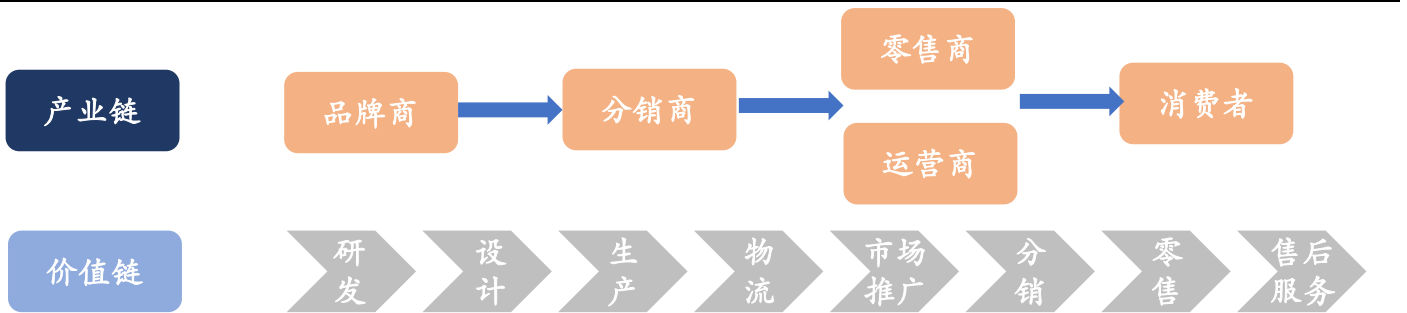 产业链
品牌商
分销商
零售商
运营商
消费者
价值链
研
发
设
计
生
产
物
流
市场
推广
分
销
零
售
售后
服务